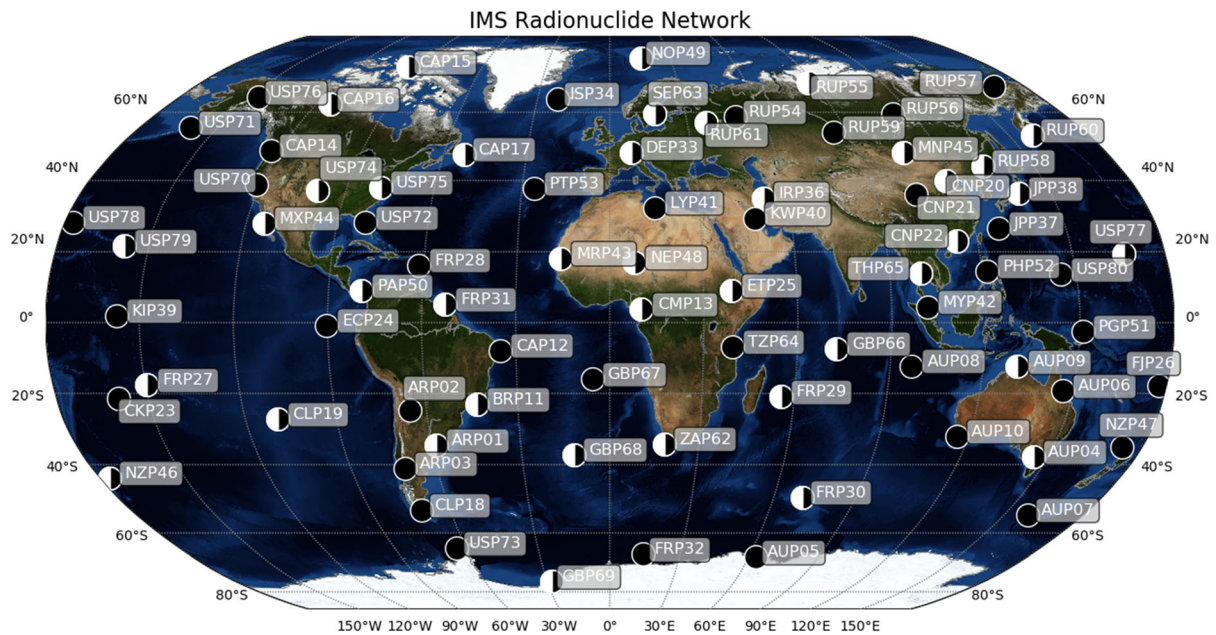 IMS Radionuclide Network
NOP49
CAP15
RUP57
RUP55
USP76
CAP16
JSP34
SEP63
RUP54
RUP56
60°N
60°N
USP71
RUP61
RUP59
RUP60
CAP14
CAP17
DEP33
MNP45
RUP58
40°N
40°N
USP70
USP74
USP75
PTP53
IRP36
CNP20
JPP38
LYP41
CNP21
USP78
MXP44
USP72
KWP40
JPP37
USP79
CNP22
USP77
20°N
20°N
FRP28
MRP43
NEP48
THP65
PHP52
USP80
PAP50
FRP31
ETP25
CMP13
MYP42
KIP39
0°
0°
ECP24
PGP51
CAP12
TZP64
GBP66
AUP08
AUP09
FJP26
FRP27
GBP67
AUP06
ARP02
FRP29
20°S
20°S
CKP23
CLP19
BRP11
AUP10
NZP47
ARP01
GBP68
ZAP62
AUP04
ARP03
40°S
40°S
NZP46
FRP30
CLP18
AUP07
60°S
60°S
USP73
FRP32
AUP05
GBP69
80°S
80°S
150°W 120°W 90°W 60°W 30°W 0° 30°E 60°E 90°E 120°E 150°E